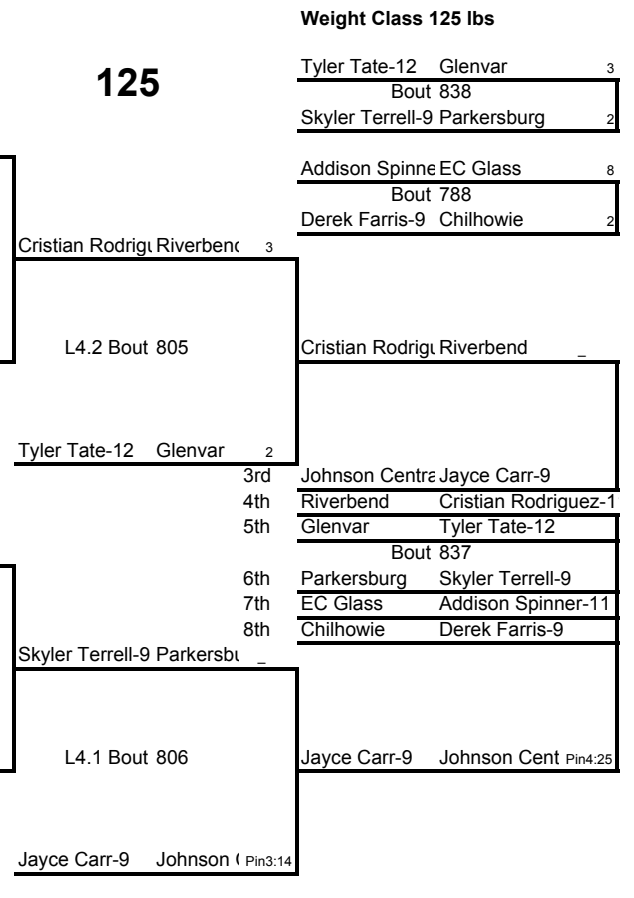 Weight Class 125 lbs
125
Tyler Tate-12 Glenvar 3
Bout 838
Skyler Terrell-9 Parkersburg 2
Addison Spinne EC Glass 8
Bout 788
Derek Farris-9 Chilhowie 2
Cristian Rodrigu Riverbend 3
L4.2 Bout 805
Cristian Rodrigu Riverbend _
Tyler Tate-12 Glenvar 2
3rd Johnson Centra Jayce Carr-9
4th Riverbend Cristian Rodriguez-1
5th Glenvar Tyler Tate-12
Bout 837
6th Parkersburg Skyler Terrell-9
7th EC Glass Addison Spinner-11
8th Chilhowie Derek Farris-9
Skyler Terrell-9 Parkersbu _
L4.1 Bout 806
Jayce Carr-9 Johnson Cent Pin4:25
Jayce Carr-9 Johnson ( Pin3:14